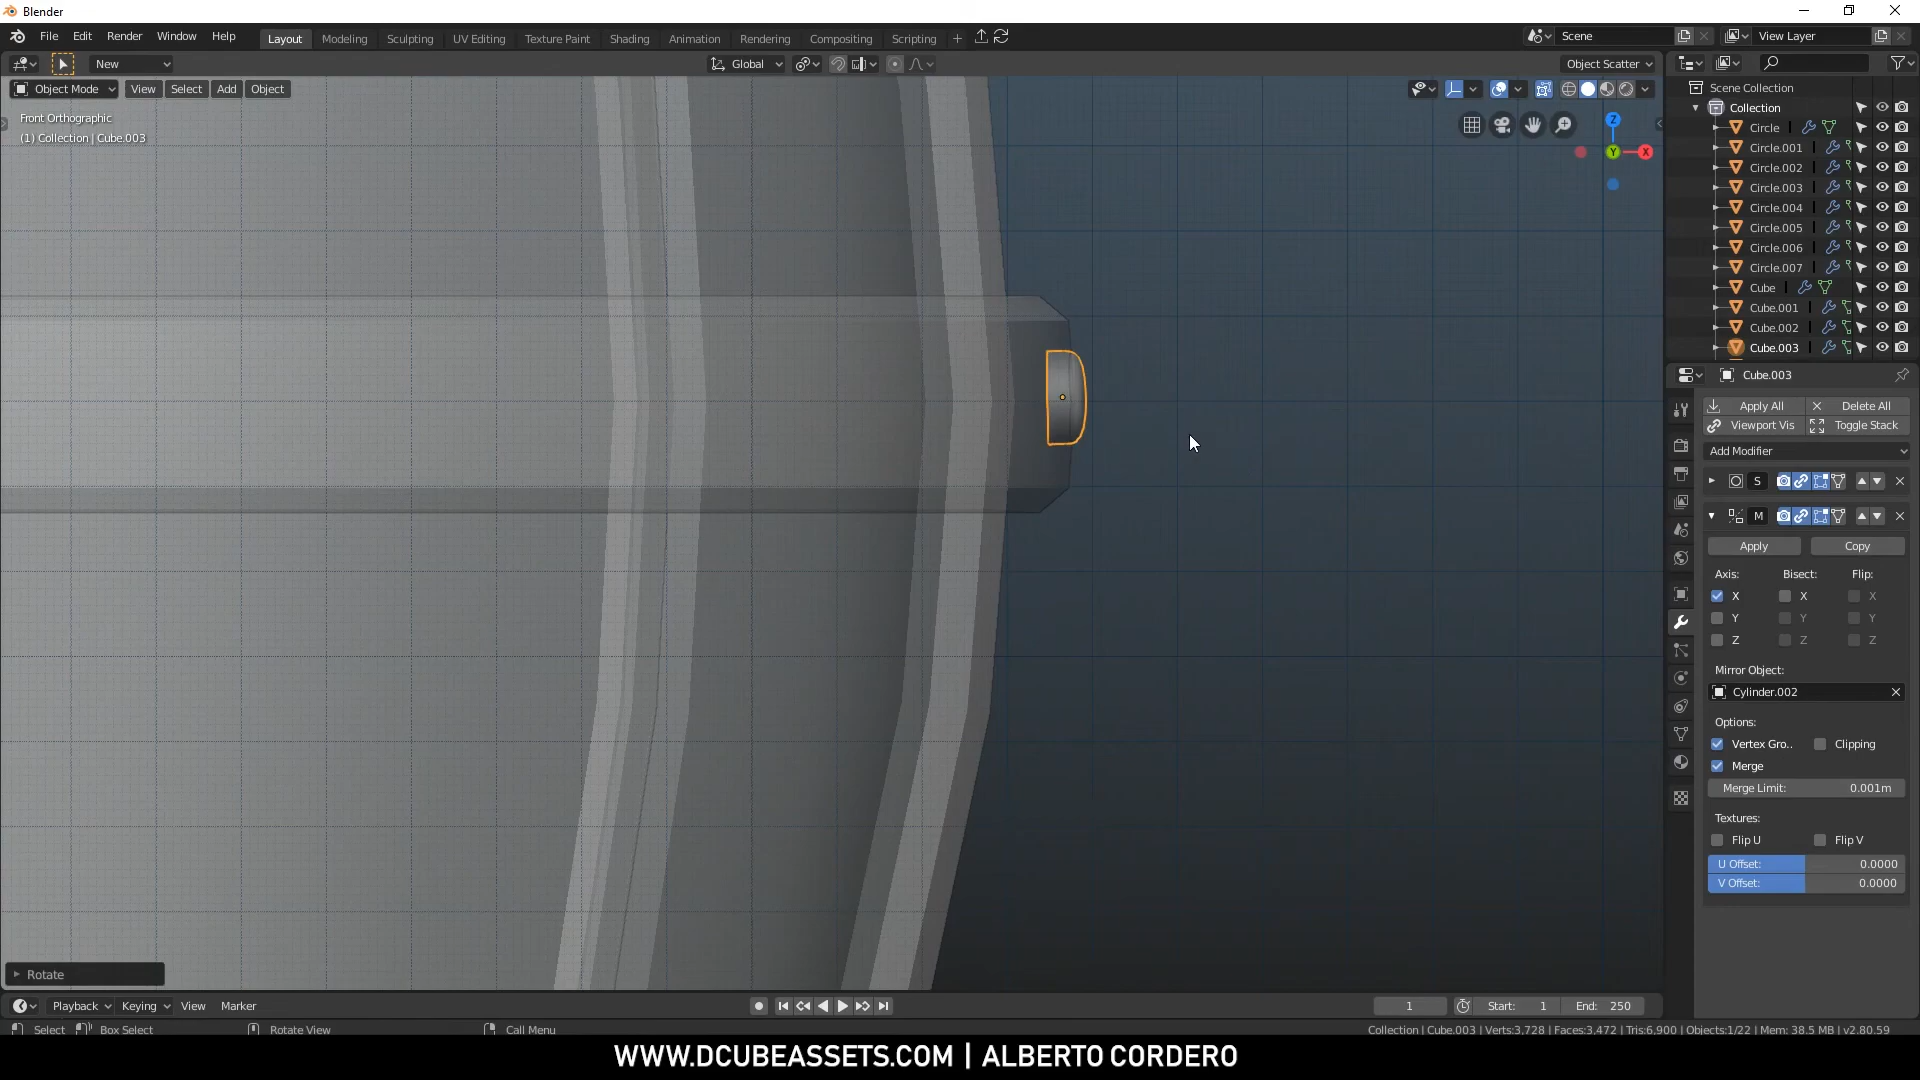 Blender
File Edit Render Window Help
Layout Modeling Sculpting UV Editing Texture Paint Shading Animation Rendering Compositing Scripting +
Scene
View Layer
New
Global
Object Scatter
Object Mode View Select Add Object
Front Orthographic
(1) Collection | Cube.003
Z
Y
X
Scene Collection
Collection
Circle
Circle.001
Circle.002
Circle.003
Circle.004
Circle.005
Circle.006
Circle.007
Cube
Cube.001
Cube.002
Cube.003
Cube.003
Apply All Delete All
Viewport Vis Toggle Stack
Add Modifier
S
M
Apply Copy
Axis: Bisect: Flip:
X X X
Y Y Y
Z Z Z
Mirror Object:
Cylinder.002
Options:
Vertex Gro.. Clipping
Merge
Merge Limit: 0.001m
Textures:
Flip U Flip V
U Offset: 0.0000
V Offset: 0.0000
Rotate
Playback Keying View Marker
1 Start: 1 End: 250
Select Box Select Rotate View Call Menu
Collection | Cube.003 | Verts:3,728 | Faces:3,472 | Tris:6,900 | Objects:1/22 | Mem: 38.5 MB | v2.80.59
WWW.DCUBEASSETS.COM | ALBERTO CORDERO